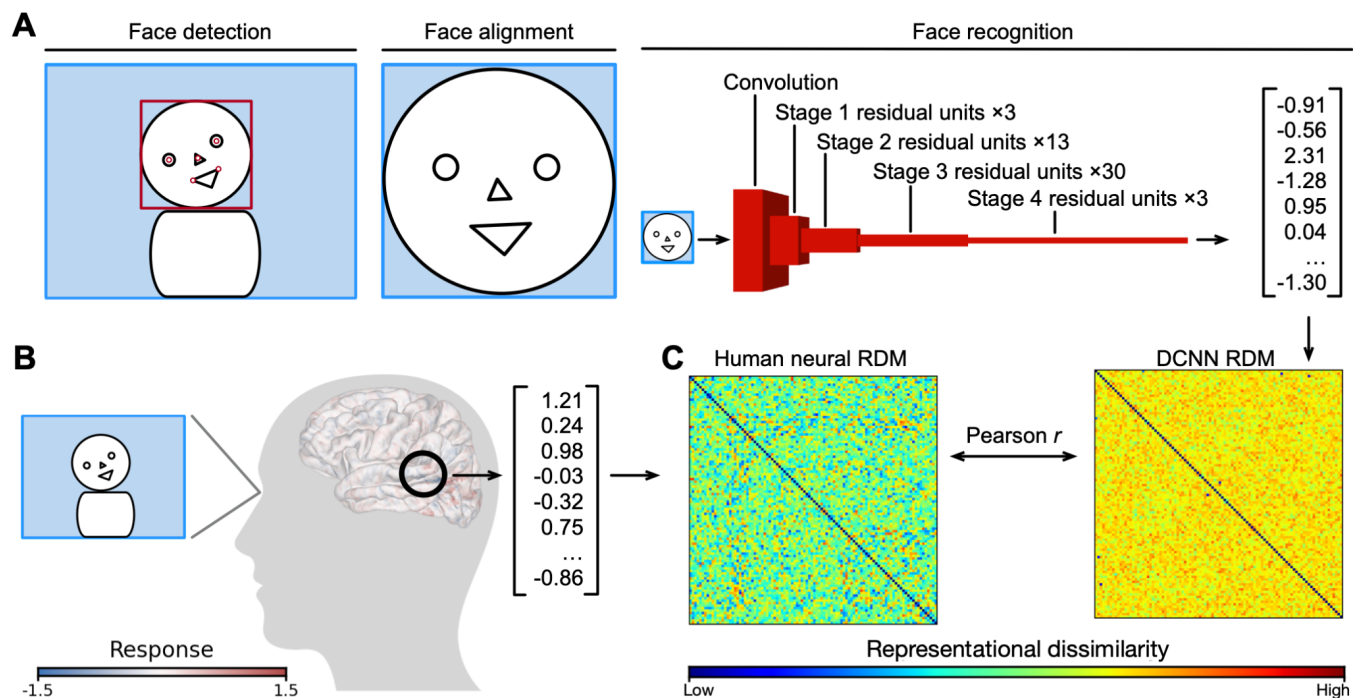 A
Face detection
Face alignment
Face recognition
Convolution
Stage 1 residual units ×3
Stage 2 residual units ×13
Stage 3 residual units ×30
Stage 4 residual units ×3
-0.91
-0.56
2.31
-1.28
0.95
0.04
...
-1.30
B
1.21
0.24
0.98
-0.03
-0.32
0.75
...
-0.86
Response
-1.5 1.5
C
Human neural RDM
DCNN RDM
Pearson r
Representational dissimilarity
Low High